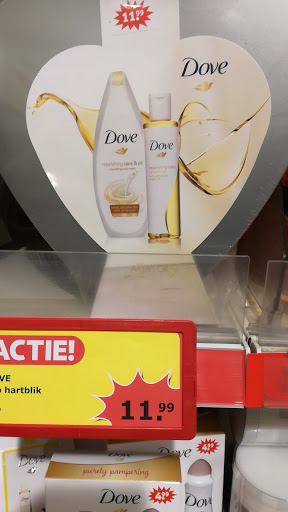 11.99
Dove
Dove
nourishing care & oil
Dove
ACTIE!
VE
hartblik
11.99
purely pampering
Dove
Dove
4.99
Dove
4.99